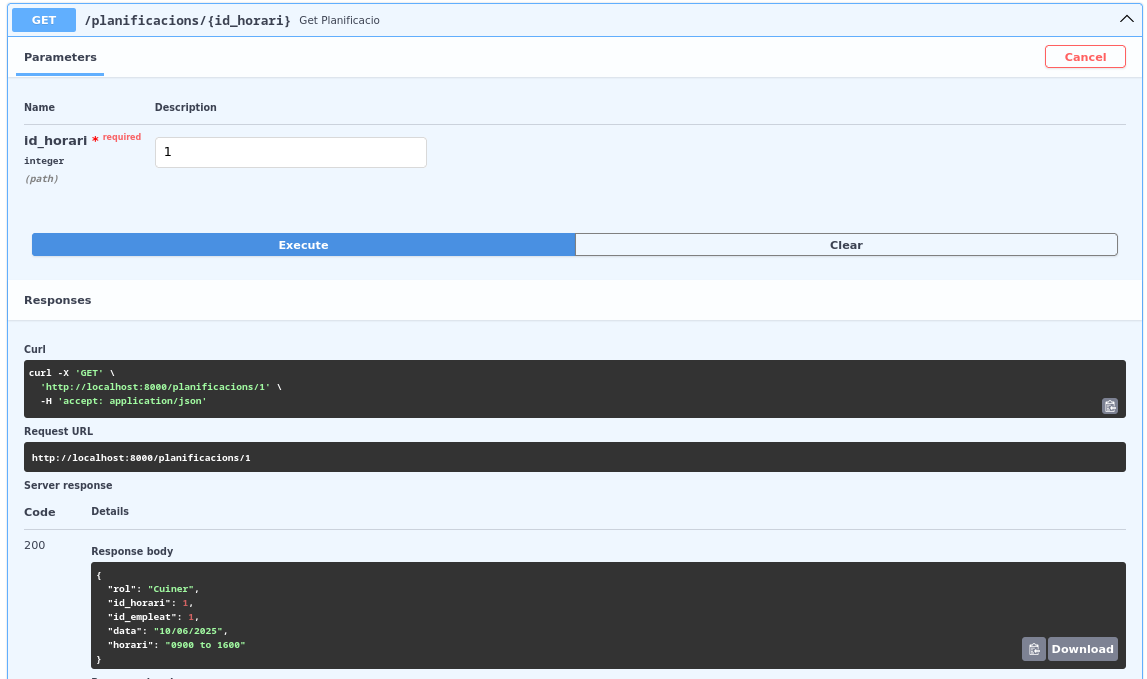 GET /planificacions/{id_horari} Get Planificacio
Parameters Cancel
Name Description
id_horari * required
integer
(path)
1
Execute Clear
Responses
Curl
curl -X 'GET' \
'http://localhost:8000/planificacions/1' \
-H 'accept: application/json'
Request URL
http://localhost:8000/planificacions/1
Server response
Code Details
200
Response body
{
"rol": "Cuiner",
"id_horari": 1,
"id_empleat": 1,
"data": "10/06/2025",
"horari": "0900 to 1600"
}
Download